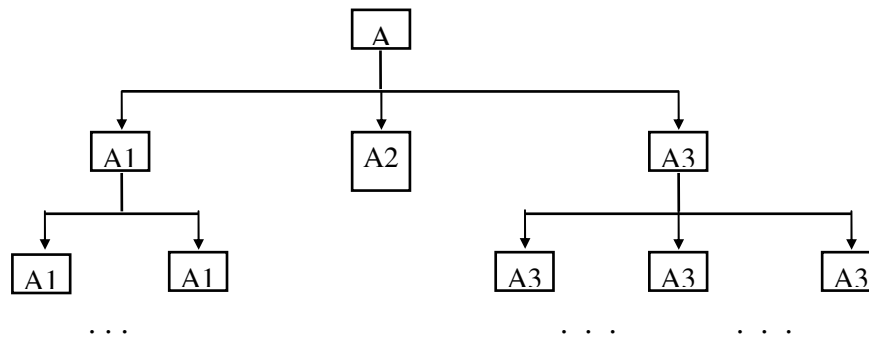 A
A1 A2 A3
A1 A1 A3 A3 A3
. . . . . . . . .